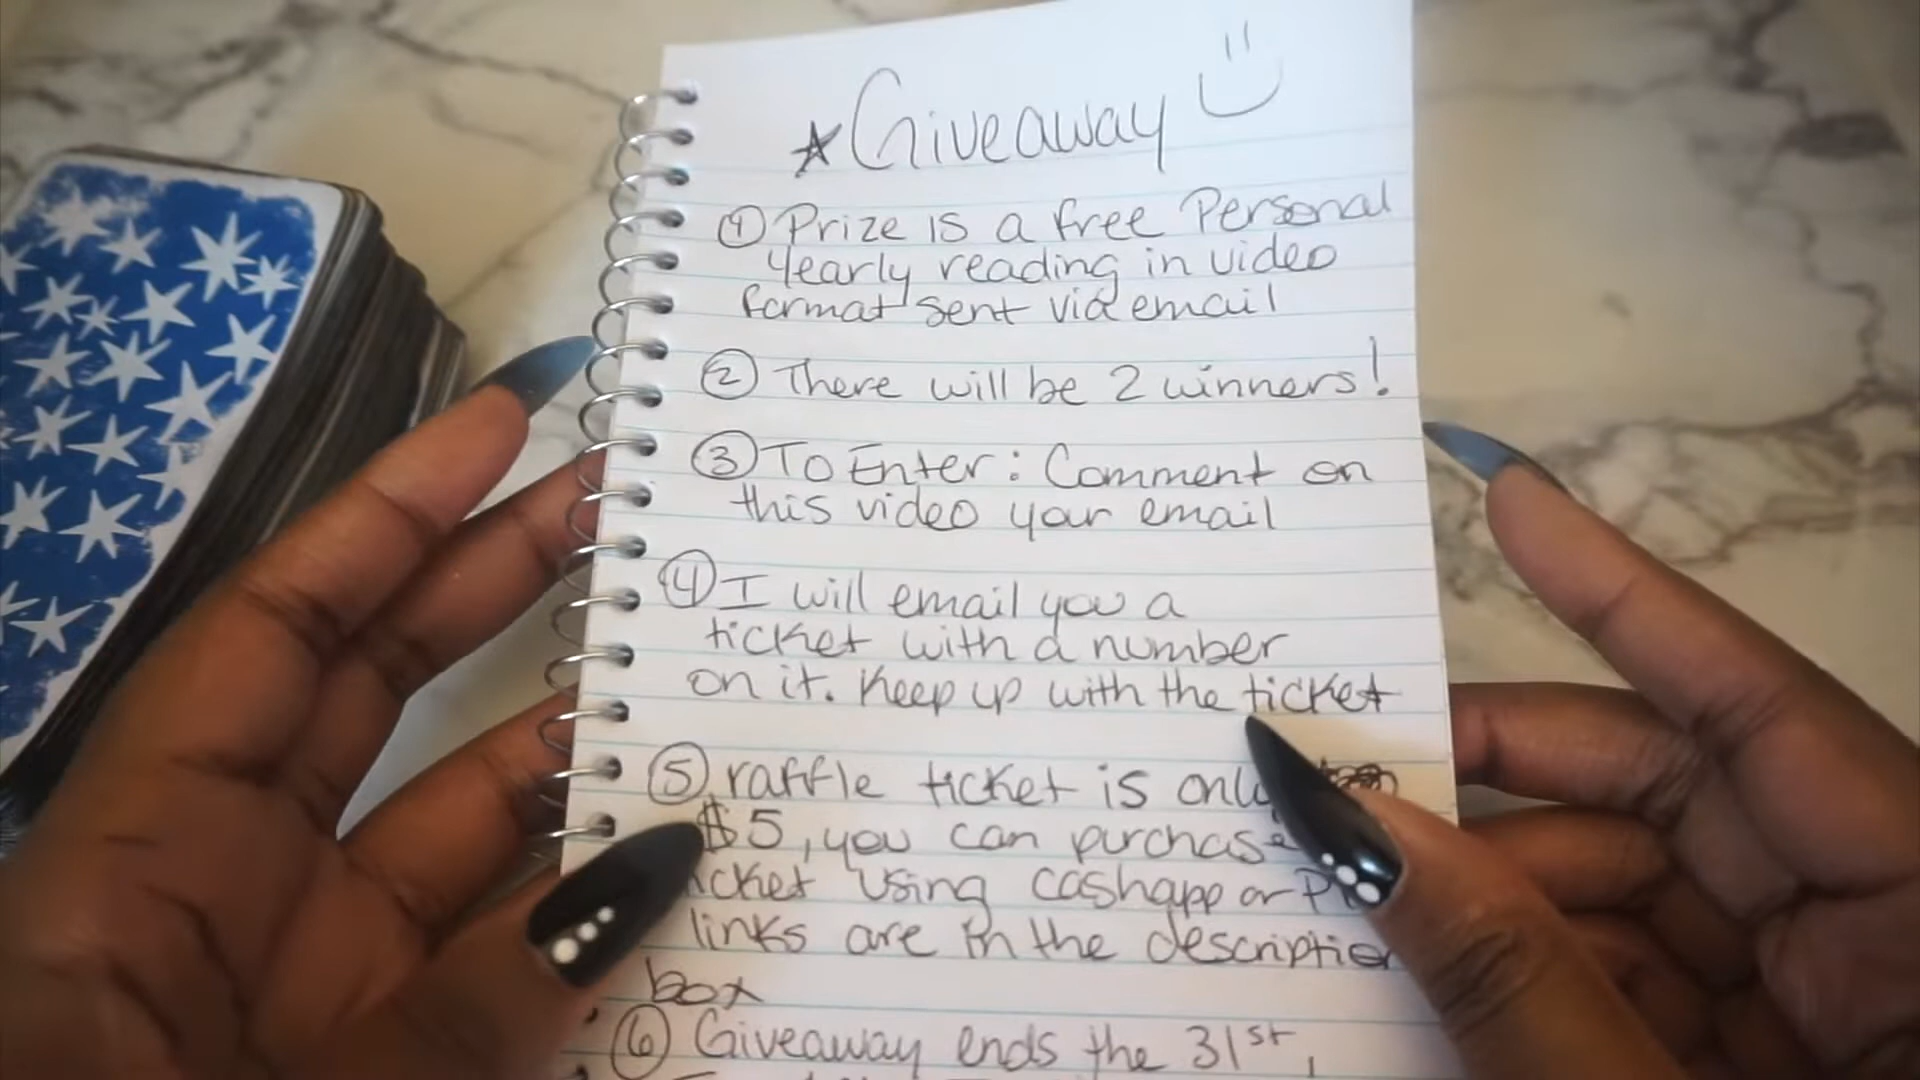 ★Giveaway
① Prize is a free Personal
Yearly reading in video
format sent via email
② There will be 2 winners!
③ To Enter: Comment on
this video your email
④ I will email you a
ticket with a number
on it. Keep up with the ticket
⑤ raffle ticket is only
$5, you can purchase
ticket using cashapp or
links are in the description
box
⑥ Giveaway ends the 31st,